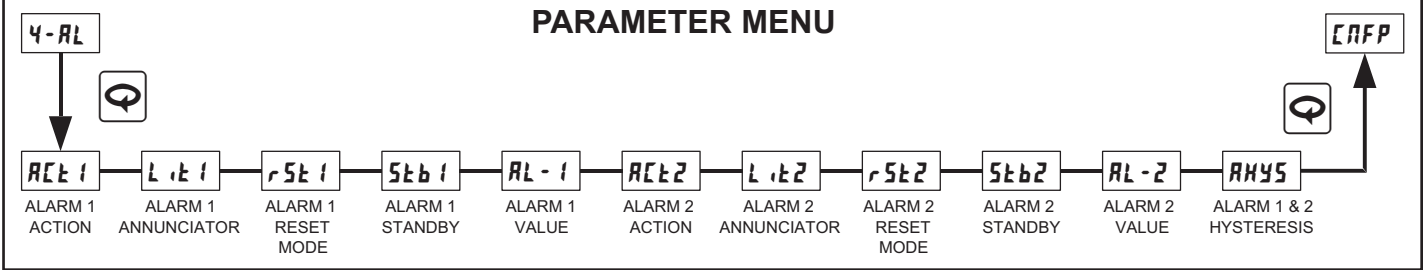 PARAMETER MENU
4-AL
CNFP
ACt1
Lit1
rSt1
Stb1
AL-1
ACt2
Lit2
rSt2
Stb2
AL-2
AHYS
ALARM 1
ACTION
ALARM 1
ANNUNCIATOR
ALARM 1
RESET
MODE
ALARM 1
STANDBY
ALARM 1
VALUE
ALARM 2
ACTION
ALARM 2
ANNUNCIATOR
ALARM 2
RESET
MODE
ALARM 2
STANDBY
ALARM 2
VALUE
ALARM 1 & 2
HYSTERESIS